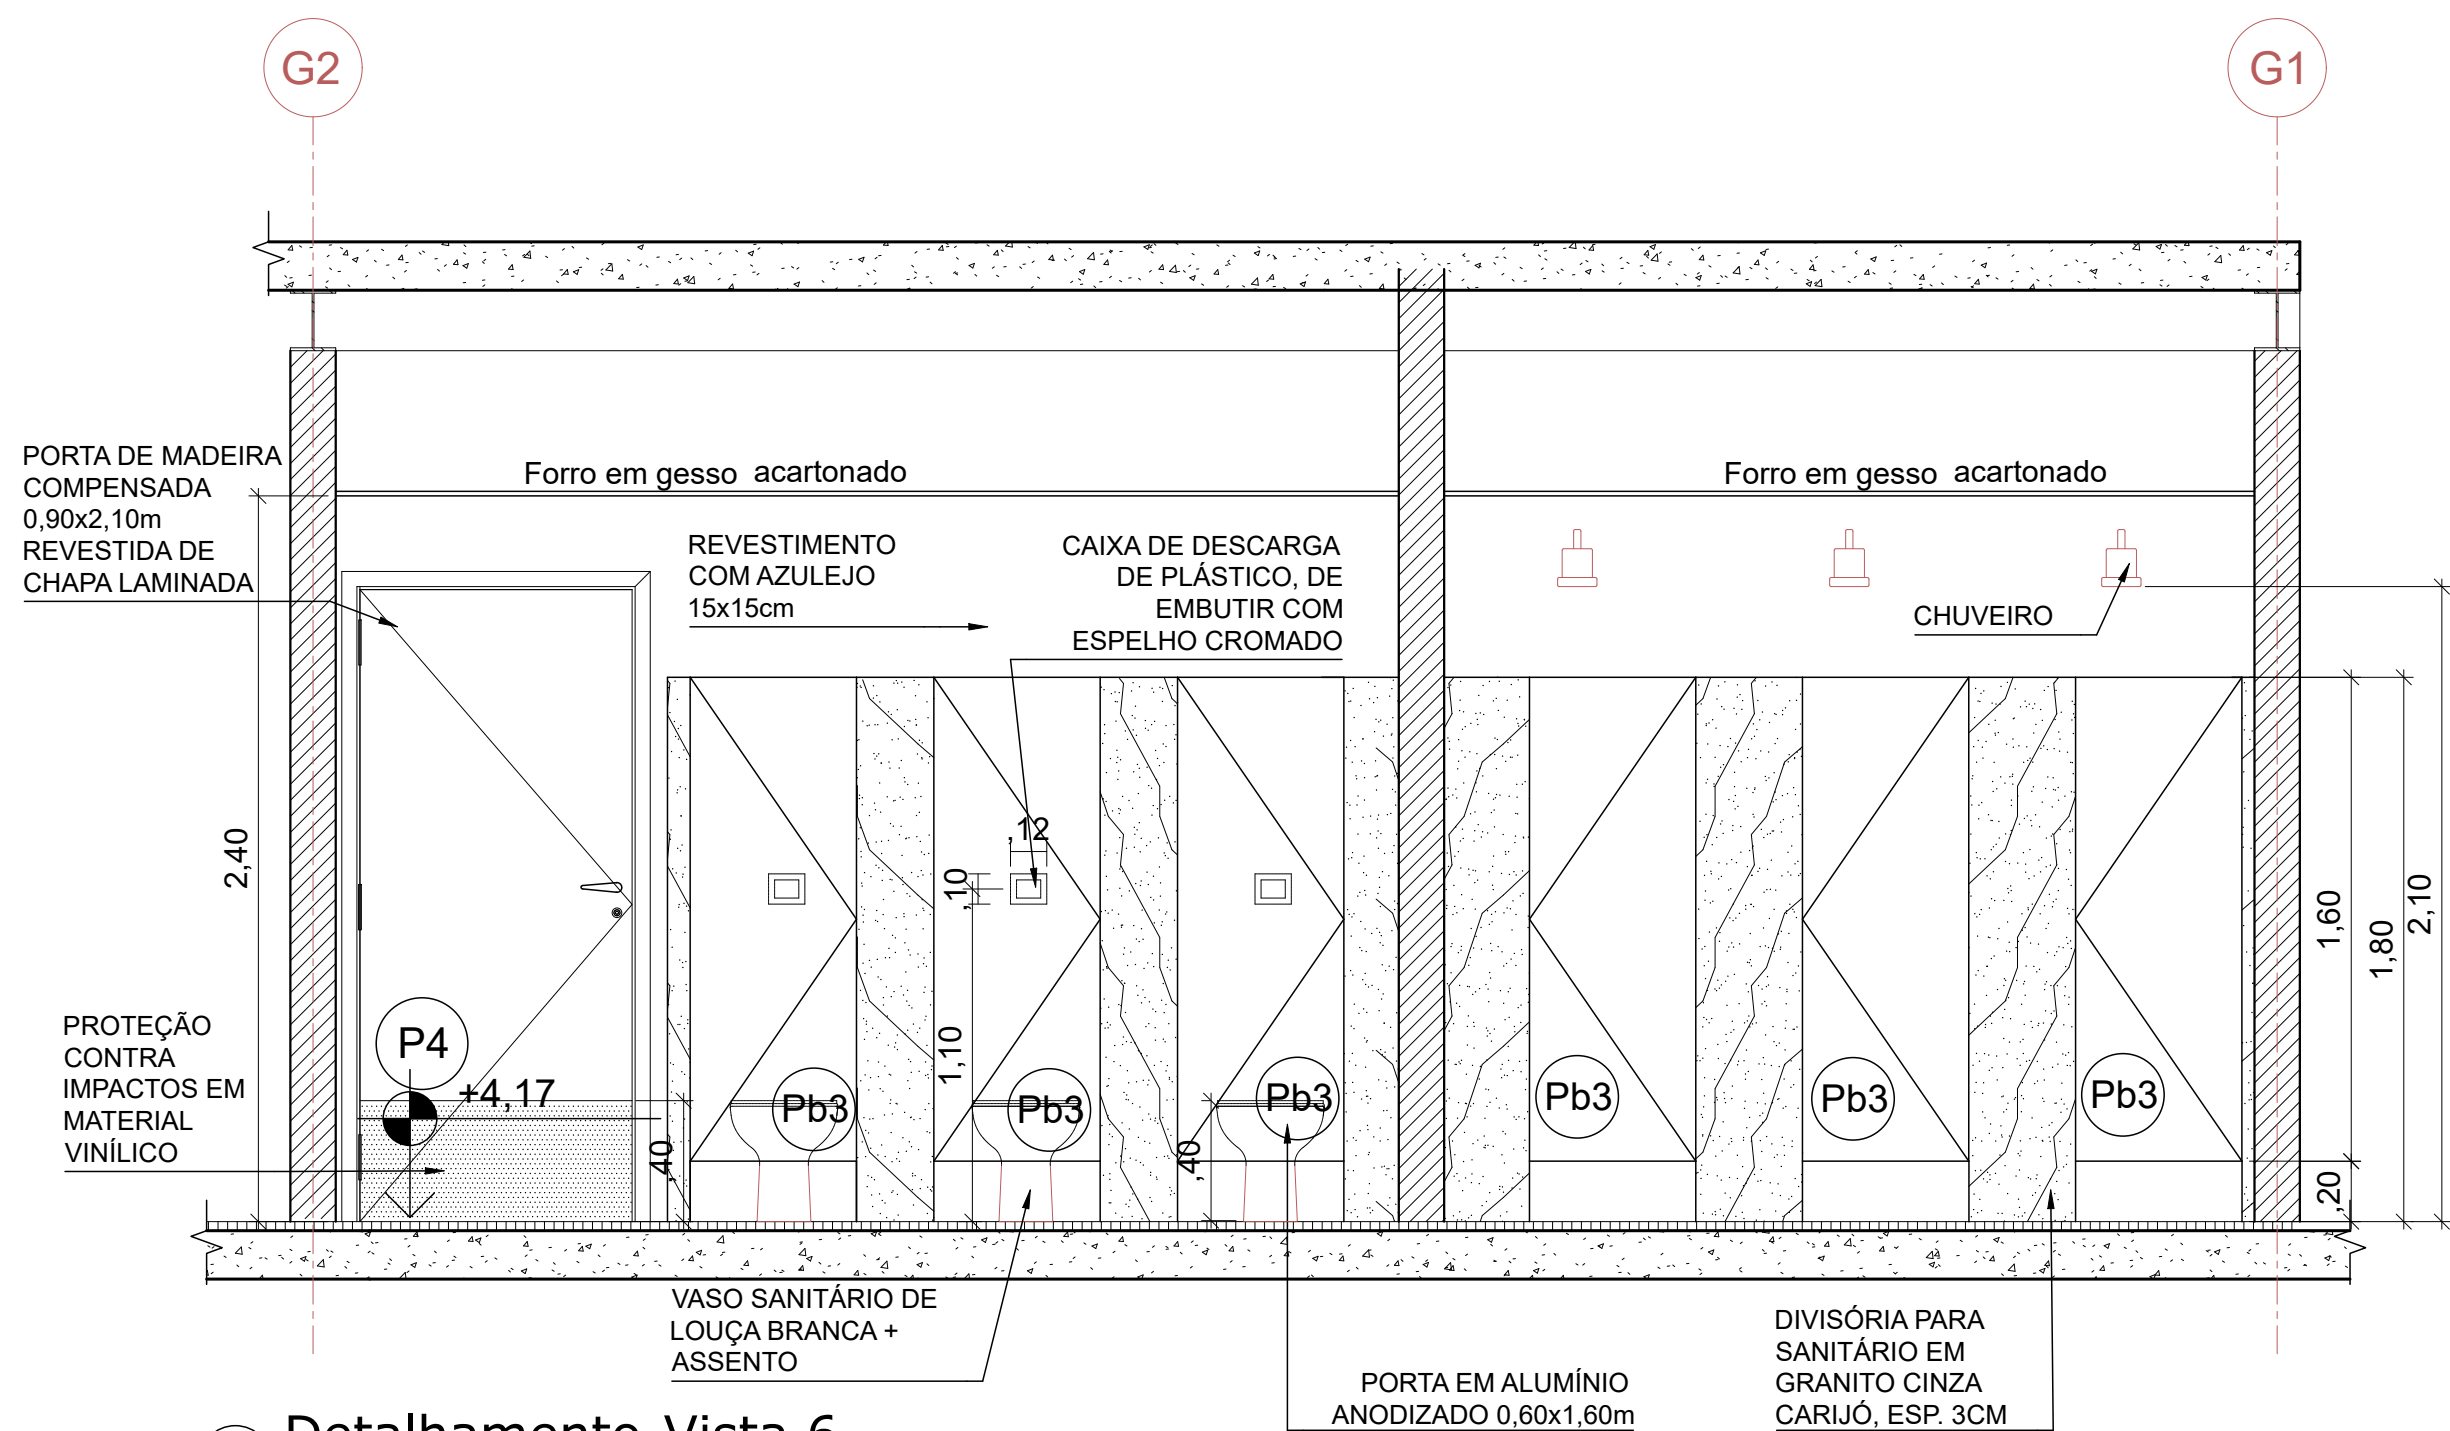 G2
G1
PORTA DE MADEIRA
COMPENSADA
0,90x2,10m
REVESTIDA DE
CHAPA LAMINADA
Forro em gesso acartonado
Forro em gesso acartonado
REVESTIMENTO
COM AZULEJO
15x15cm
CAIXA DE DESCARGA
DE PLÁSTICO, DE
EMBUTIR COM
ESPELHO CROMADO
CHUVEIRO
2,40
,12
,10
1,10
1,60
1,80
2,10
PROTEÇÃO
CONTRA
IMPACTOS EM
MATERIAL
VINÍLICO
P4
+4,17
Pb3
Pb3
Pb3
Pb3
Pb3
Pb3
,40
,40
,20
VASO SANITÁRIO DE
LOUÇA BRANCA +
ASSENTO
PORTA EM ALUMÍNIO
ANODIZADO 0,60x1,60m
DIVISÓRIA PARA
SANITÁRIO EM
GRANITO CINZA
CARIJÓ, ESP. 3CM
Detalhamento Vista 6